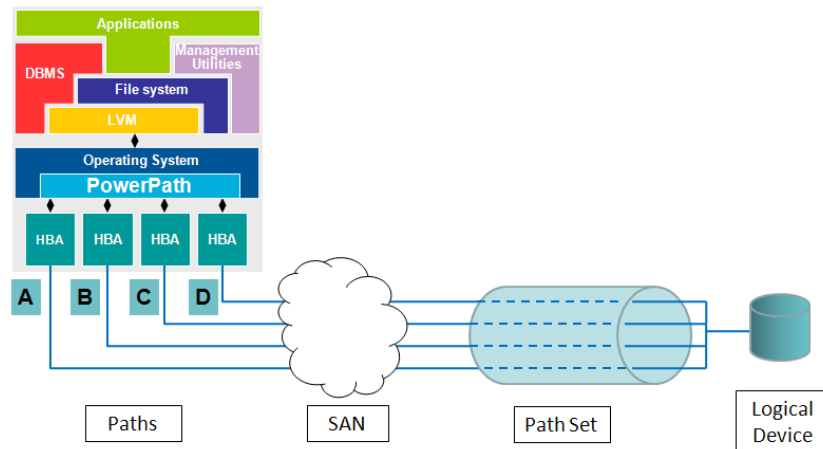 Applications
DBMS
Management
Utilities
File system
LVM
Operating System
PowerPath
HBA
HBA
HBA
HBA
A
B
C
D
Paths
SAN
Path Set
Logical
Device